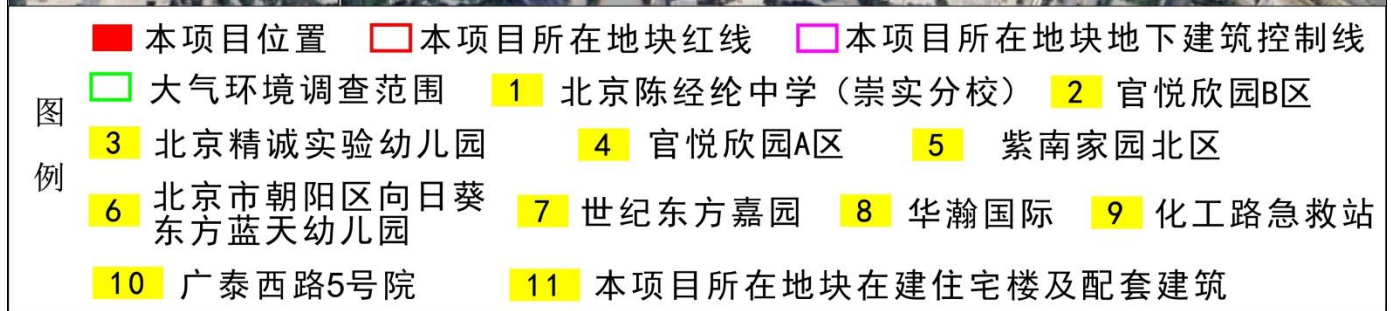 图例
本项目位置 本项目所在地块红线 本项目所在地块地下建筑控制线
大气环境调查范围 1 北京陈经纶中学（崇实分校） 2 官悦欣园B区
3 北京精诚实验幼儿园 4 官悦欣园A区 5 紫南家园北区
6 北京市朝阳区向日葵
东方蓝天幼儿园 7 世纪东方嘉园 8 华瀚国际 9 化工路急救站
10 广泰西路5号院 11 本项目所在地块在建住宅楼及配套建筑